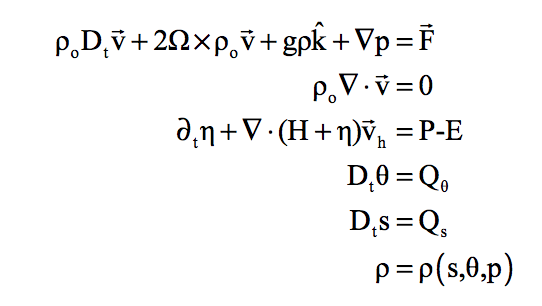 ρₒDₜv⃗ + 2Ω×ρₒv⃗ + gρk̂ + ∇p = F⃗
ρₒ∇·v⃗ = 0
∂ₜη + ∇·(H + η)v⃗ₕ = P-E
Dₜθ = Q_θ
Dₜs = Qₛ
ρ = ρ(s,θ,p)